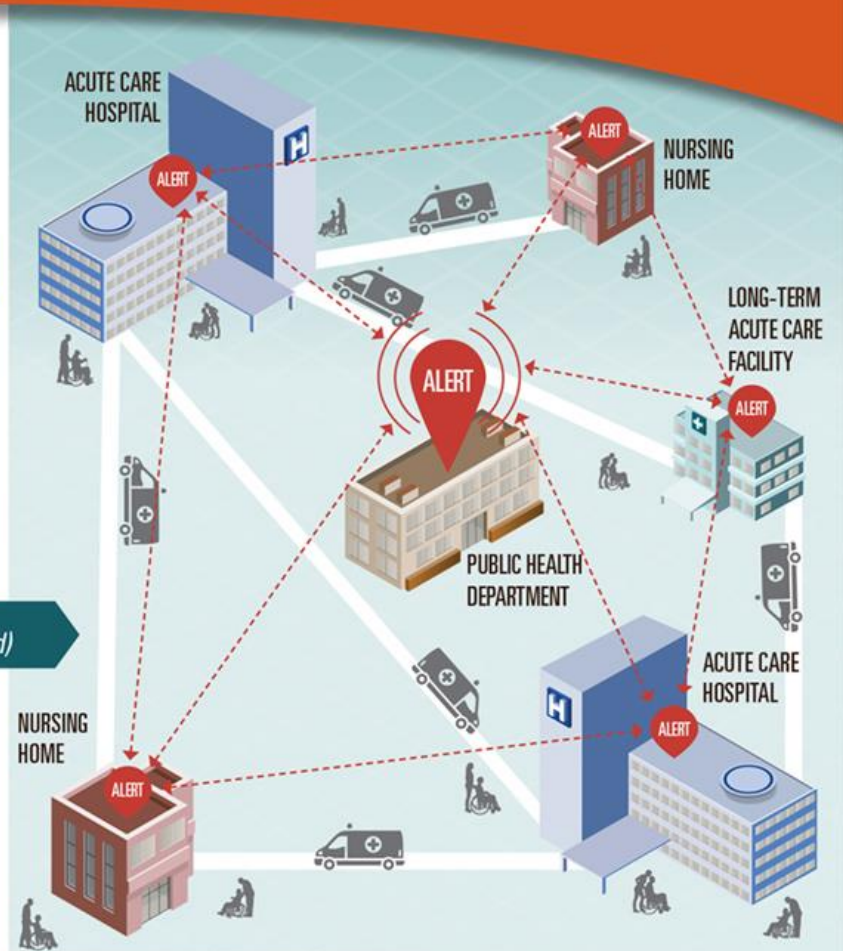 ACUTE CARE
HOSPITAL
H
ALERT
ALERT
NURSING
HOME
LONG-TERM
ACUTE CARE
FACILITY
ALERT
ALERT
PUBLIC HEALTH
DEPARTMENT
ACUTE CARE
HOSPITAL
H
ALERT
NURSING
HOME
ALERT